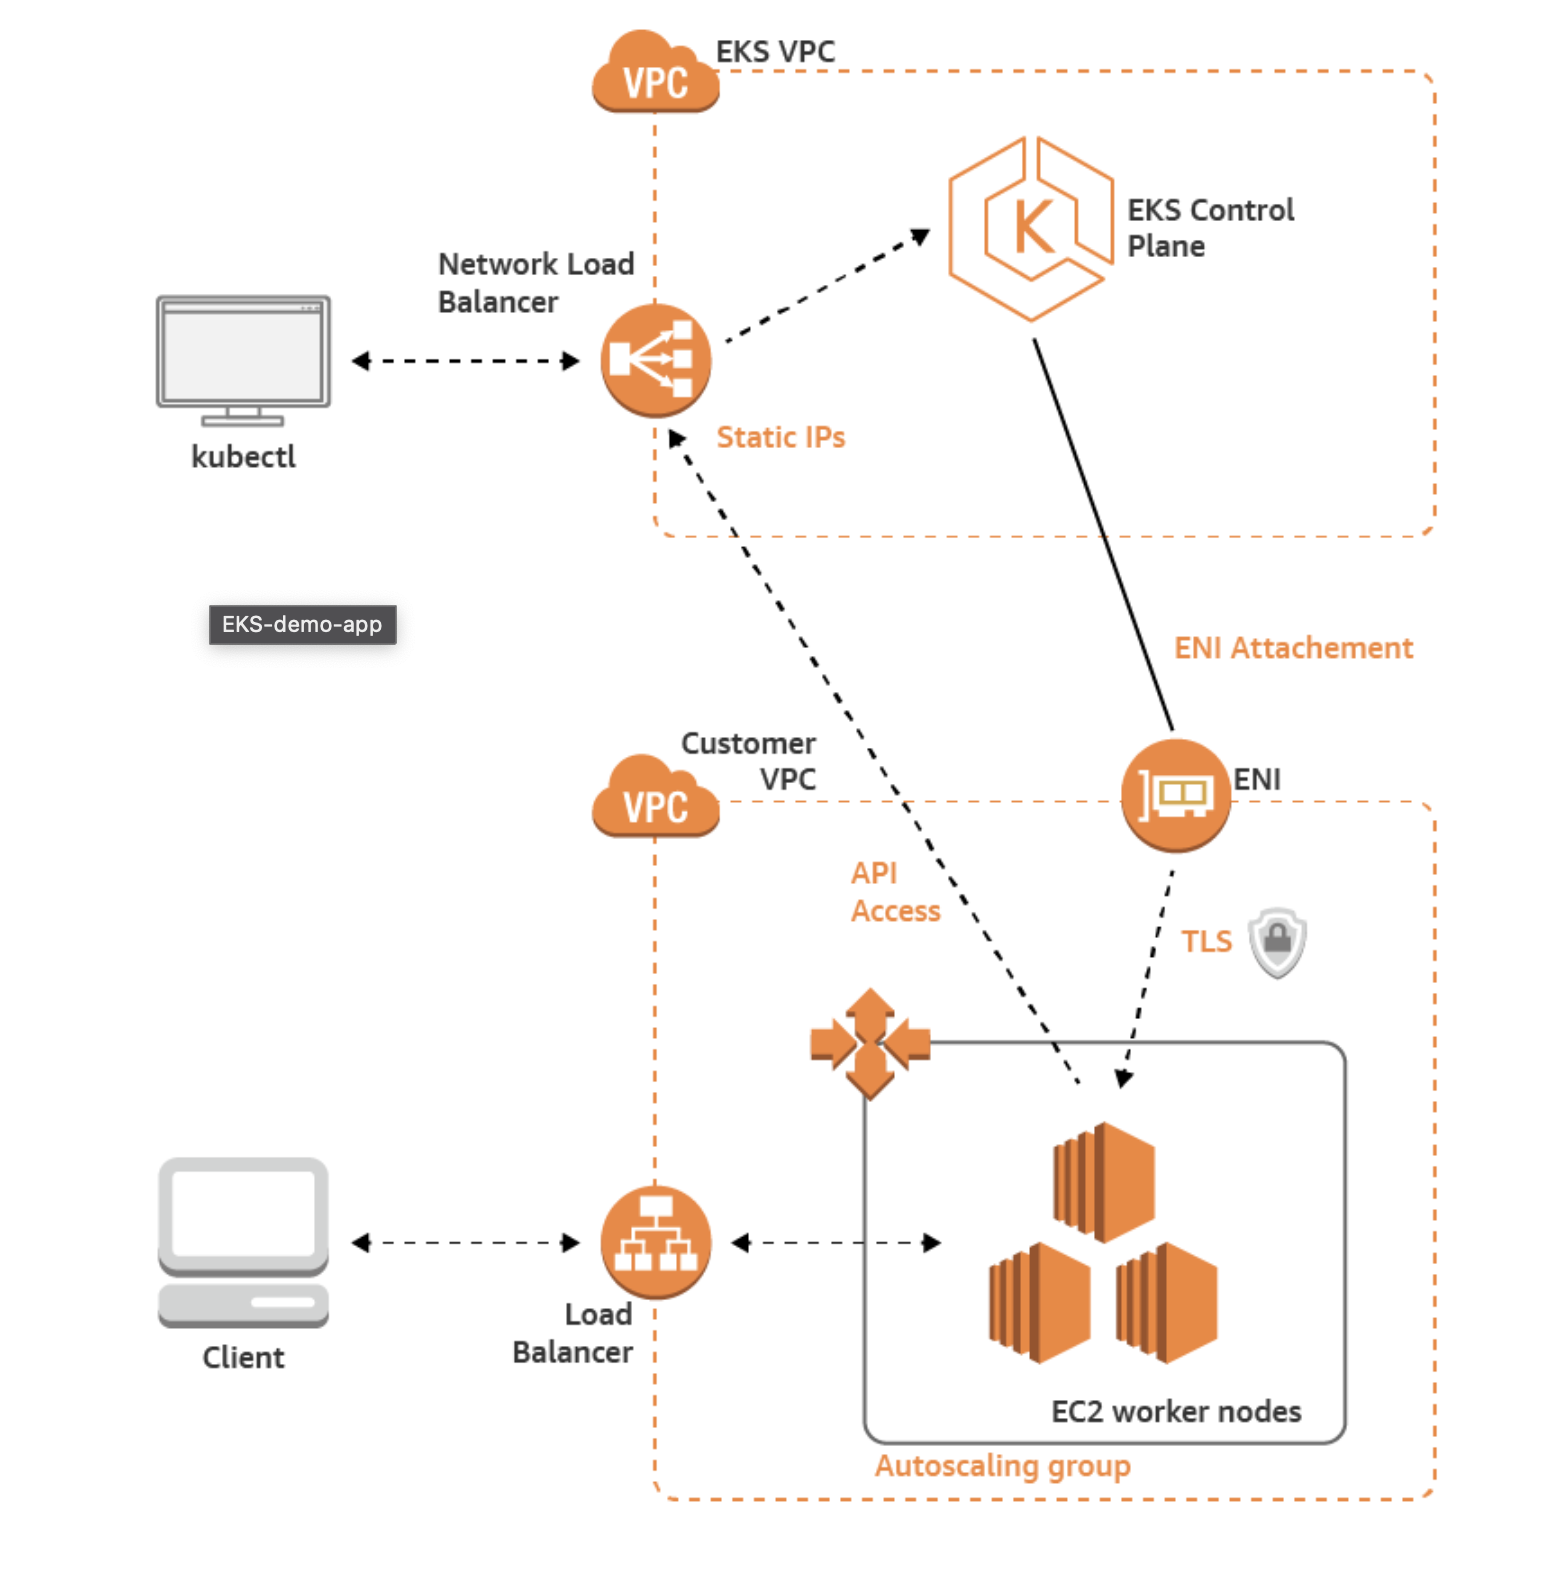 VPC
EKS VPC
EKS Control
Plane
K
Network Load
Balancer
kubectl
Static IPs
EKS-demo-app
ENI Attachement
Customer
VPC
VPC
ENI
API
Access
TLS
Client
Load
Balancer
EC2 worker nodes
Autoscaling group